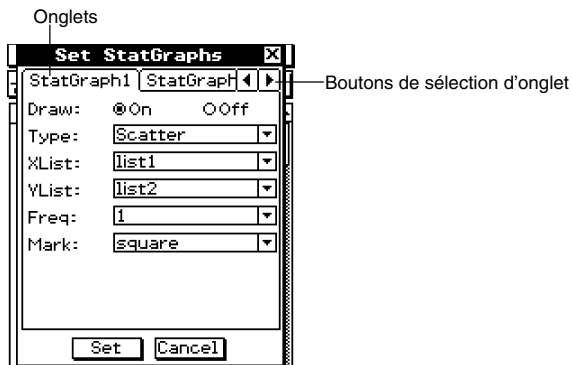 Onglets
Set StatGraphs
StatGraph1 StatGraph
Boutons de sélection d'onglet
Draw: On Off
Type: Scatter
XList: list1
YList: list2
Freq: 1
Mark: square
Set Cancel